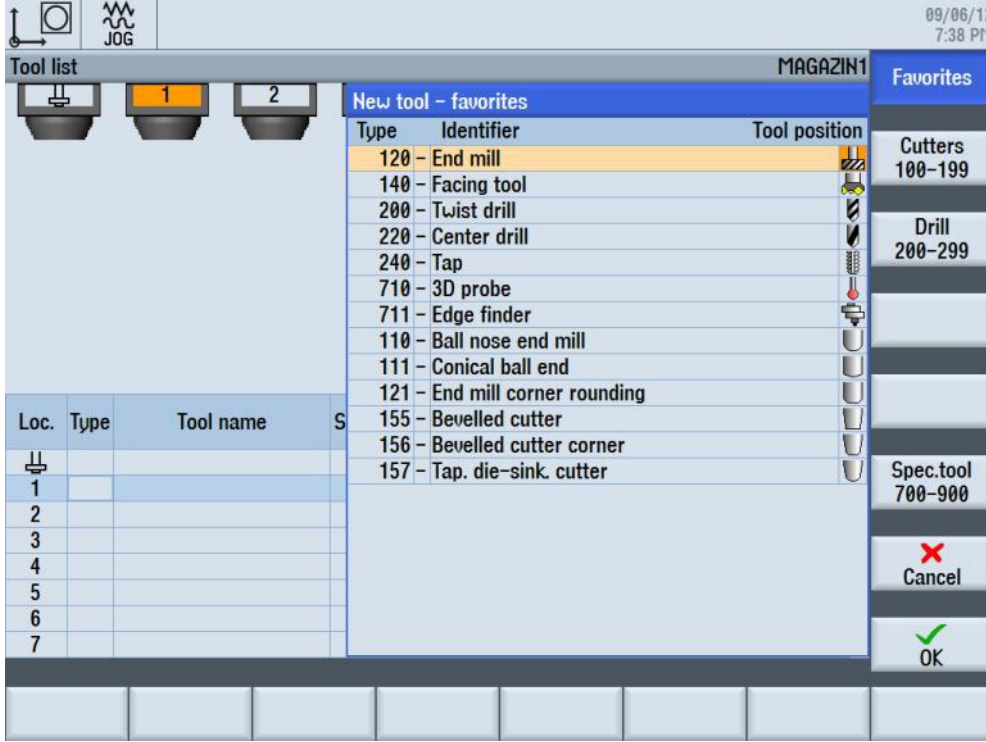 JOG
09/06/1
7:38 P
Tool list
MAGAZIN1
1
2
New tool - favorites
Type Identifier Tool position
120 - End mill
140 - Facing tool
200 - Twist drill
220 - Center drill
240 - Tap
710 - 3D probe
711 - Edge finder
110 - Ball nose end mill
111 - Conical ball end
121 - End mill corner rounding
155 - Bevelled cutter
156 - Bevelled cutter corner
157 - Tap. die-sink. cutter
Loc. Type Tool name S
1
2
3
4
5
6
7
Favorites
Cutters
100-199
Drill
200-299
Spec.tool
700-900
Cancel
OK